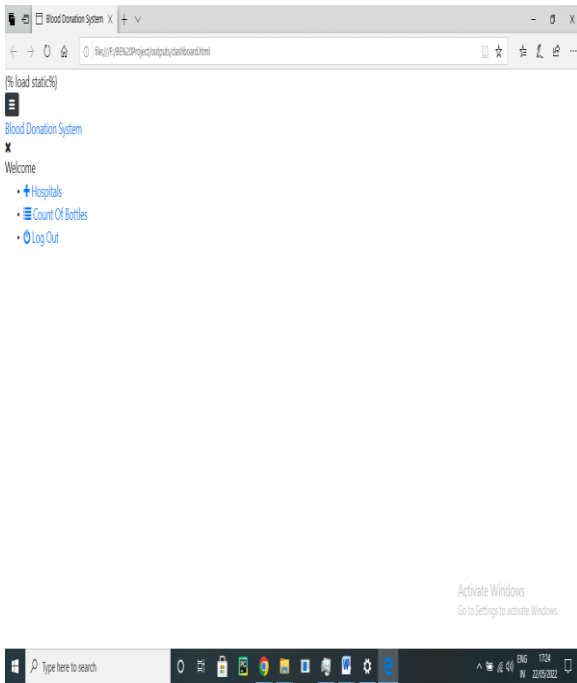 Blood Donation System
file:///F:/BE%20Project/outputs/dashboard.html
{% load static%}
Blood Donation System
Welcome
Hospitals
Count Of Bottles
Log Out
Activate Windows
Go to Settings to activate Windows.
Type here to search
ENG
IN
17:24
22/05/2022